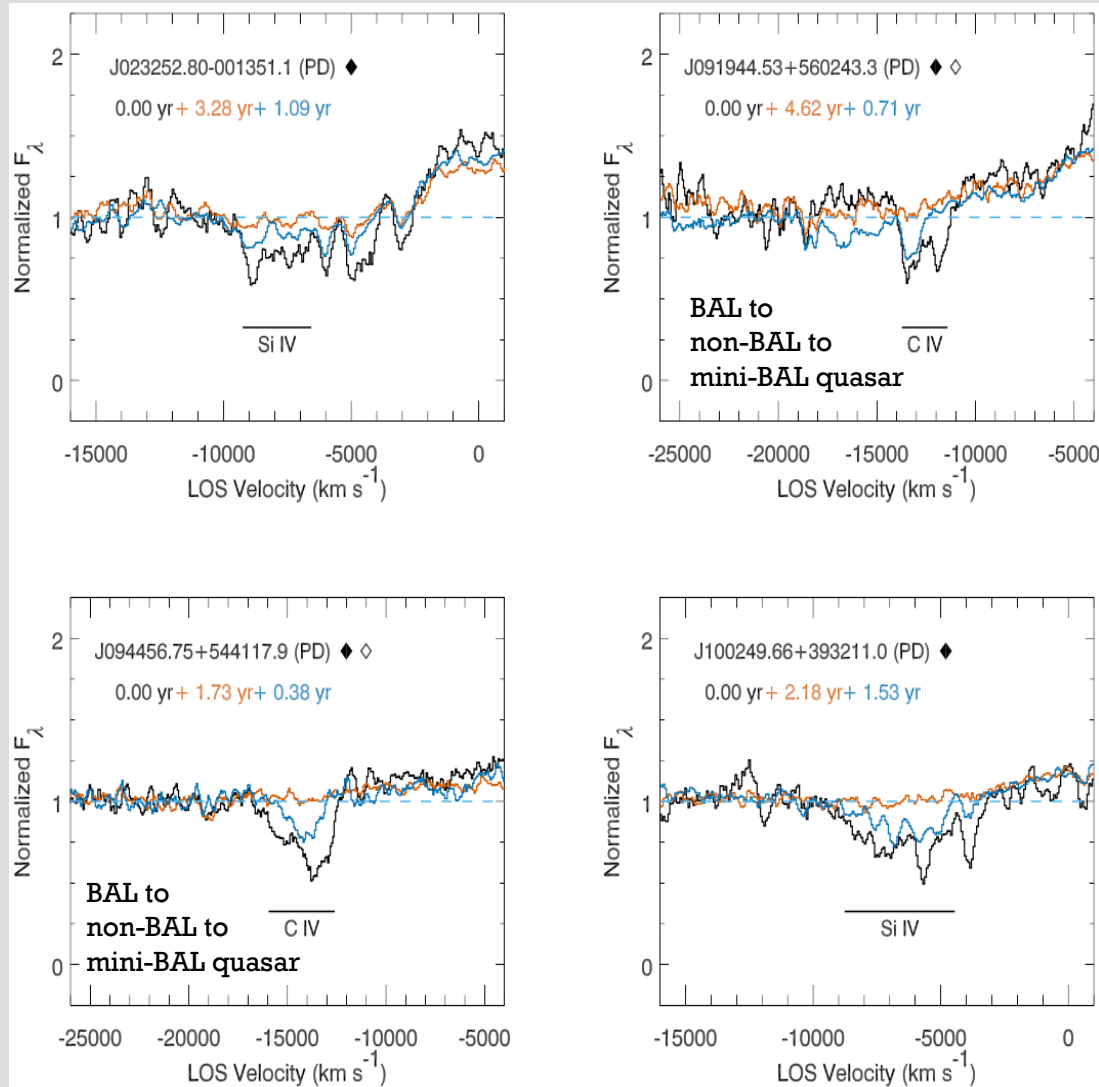 J023252.80-001351.1 (PD) ◆
0.00 yr+ 3.28 yr+ 1.09 yr
Normalized Fλ
2
1
0
Si IV
-15000 -10000 -5000 0
LOS Velocity (km s⁻¹)
J091944.53+560243.3 (PD) ◆ ◇
0.00 yr+ 4.62 yr+ 0.71 yr
Normalized Fλ
2
1
0
BAL to
non-BAL to
mini-BAL quasar
C IV
-25000 -20000 -15000 -10000 -5000
LOS Velocity (km s⁻¹)
J094456.75+544117.9 (PD) ◆ ◇
0.00 yr+ 1.73 yr+ 0.38 yr
Normalized Fλ
2
1
0
BAL to
non-BAL to
mini-BAL quasar
C IV
-25000 -20000 -15000 -10000 -5000
LOS Velocity (km s⁻¹)
J100249.66+393211.0 (PD) ◆
0.00 yr+ 2.18 yr+ 1.53 yr
Normalized Fλ
2
1
0
Si IV
-15000 -10000 -5000 0
LOS Velocity (km s⁻¹)